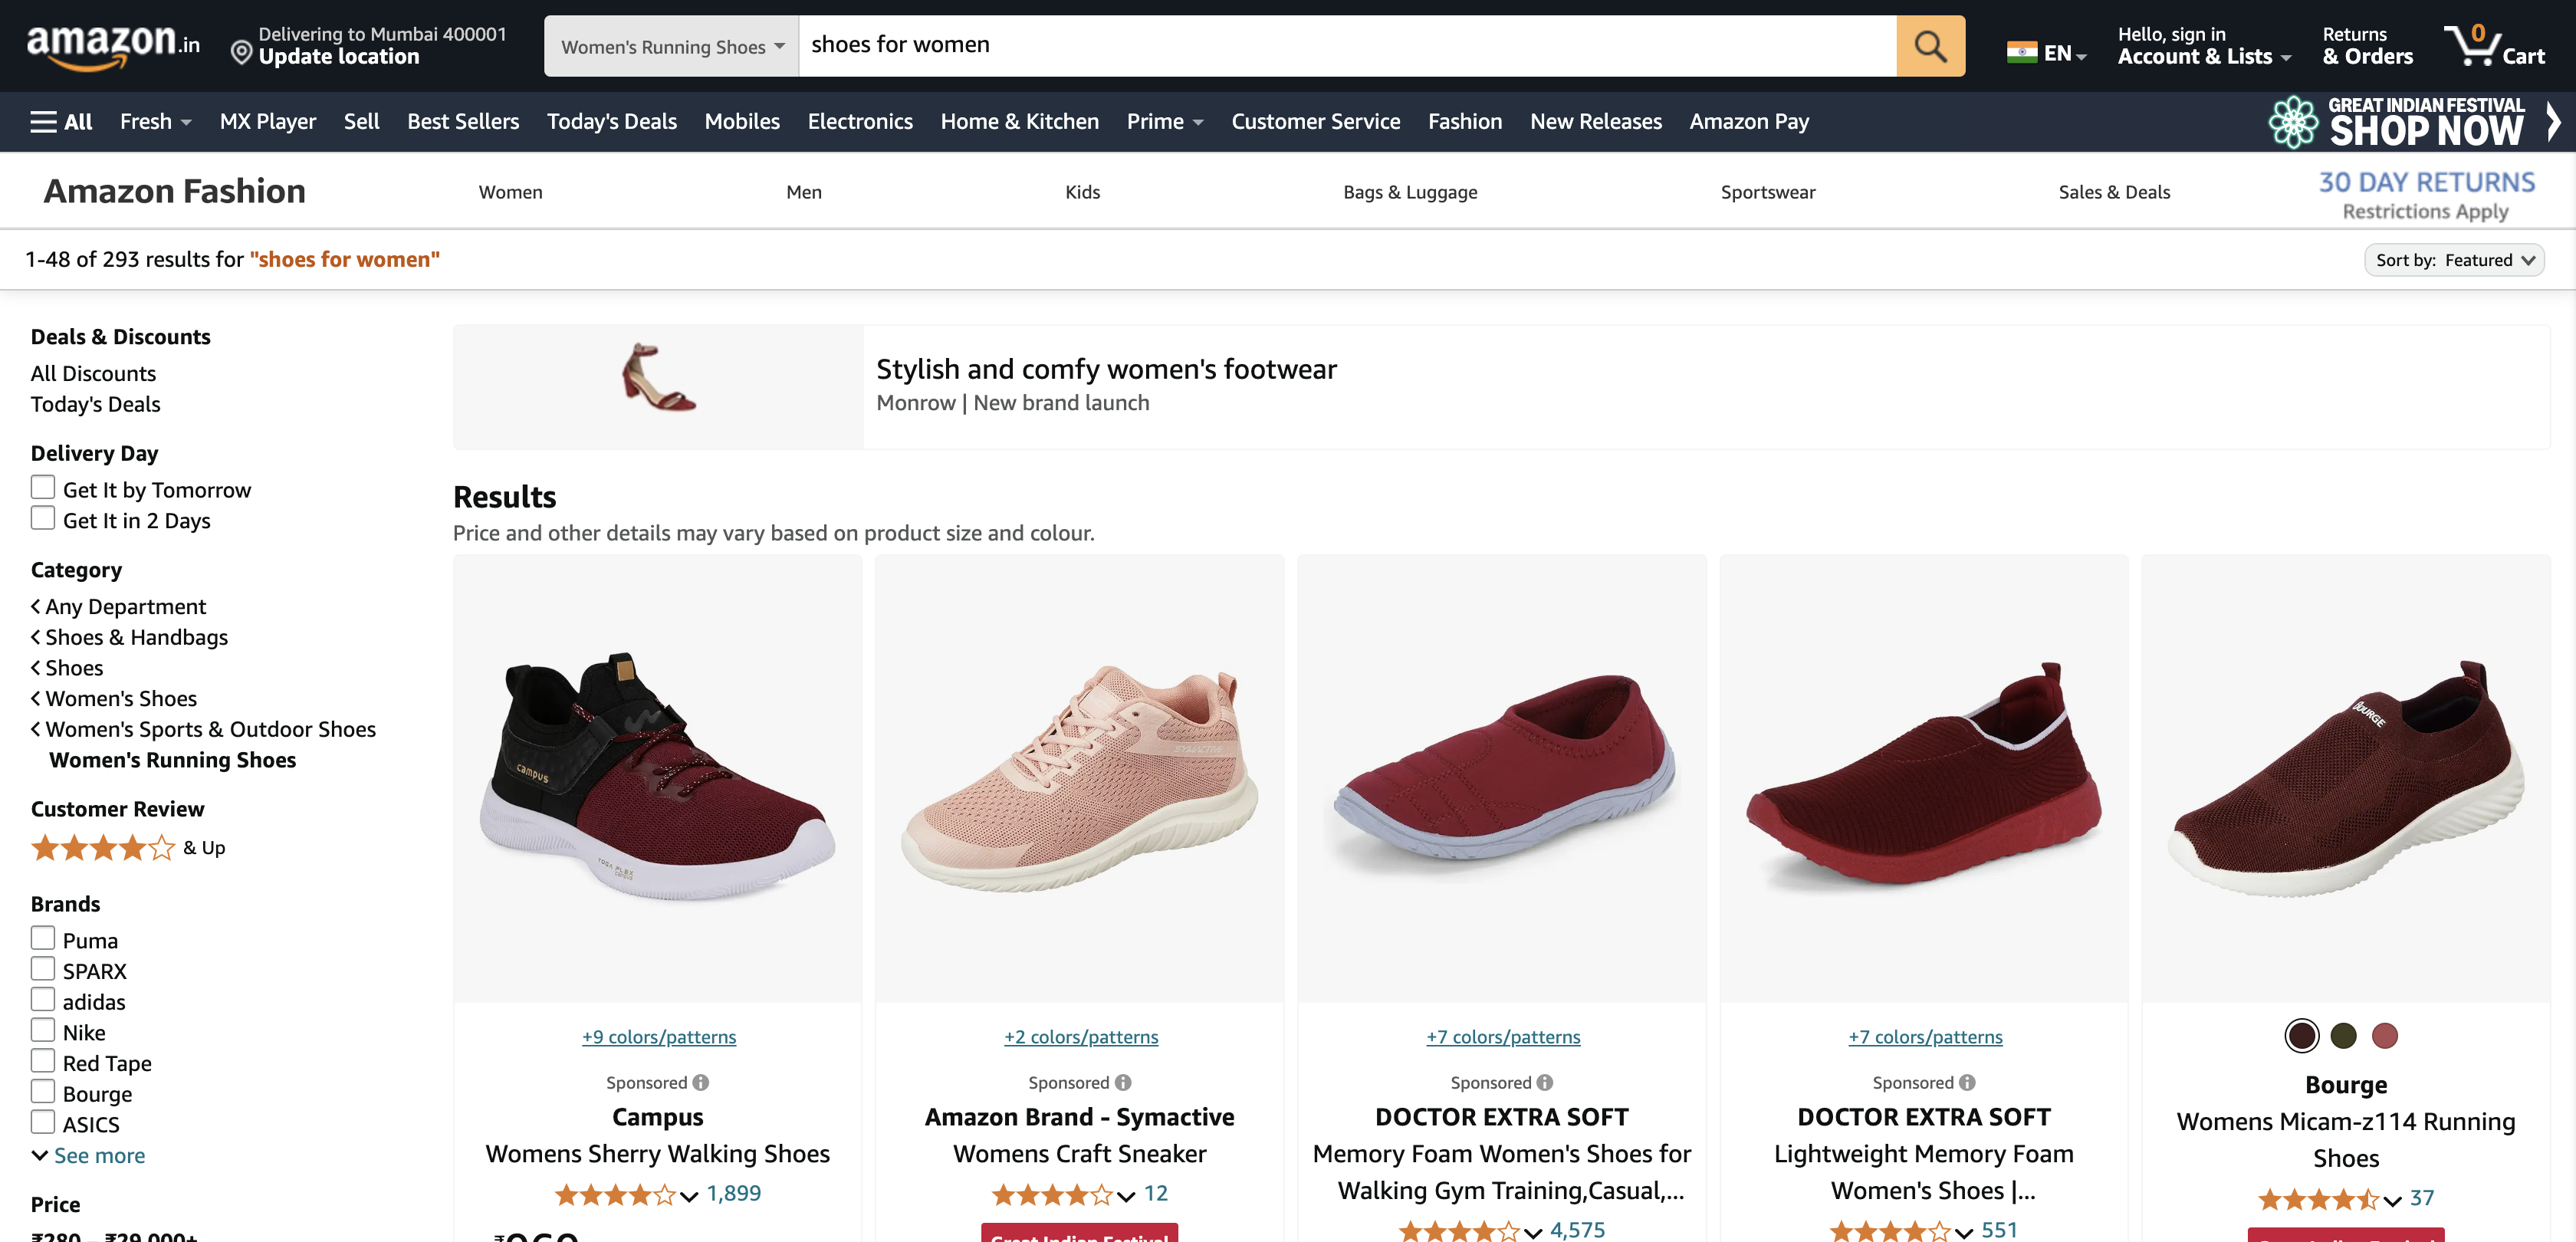 amazon.in
Delivering to Mumbai 400001
Update location
Women's Running Shoes
shoes for women
EN
Hello, sign in
Account & Lists
Returns
& Orders
0
Cart
All
Fresh
MX Player
Sell
Best Sellers
Today's Deals
Mobiles
Electronics
Home & Kitchen
Prime
Customer Service
Fashion
New Releases
Amazon Pay
GREAT INDIAN FESTIVAL
SHOP NOW
Amazon Fashion
Women
Men
Kids
Bags & Luggage
Sportswear
Sales & Deals
30 DAY RETURNS
Restrictions Apply
1-48 of 293 results for "shoes for women"
Sort by: Featured
Deals & Discounts
All Discounts
Today's Deals
Delivery Day
Get It by Tomorrow
Get It in 2 Days
Category
Any Department
Shoes & Handbags
Shoes
Women's Shoes
Women's Sports & Outdoor Shoes
Women's Running Shoes
Customer Review
& Up
Brands
Puma
SPARX
adidas
Nike
Red Tape
Bourge
ASICS
See more
Price
₹280 – ₹29,000+
Stylish and comfy women's footwear
Monrow | New brand launch
Results
Price and other details may vary based on product size and colour.
campus
+9 colors/patterns
Sponsored
Campus
Womens Sherry Walking Shoes
1,899
SYMACTIVE
+2 colors/patterns
Sponsored
Amazon Brand - Symactive
Womens Craft Sneaker
12
Great Indian Festival
+7 colors/patterns
Sponsored
DOCTOR EXTRA SOFT
Memory Foam Women's Shoes for
Walking Gym Training,Casual,...
4,575
+7 colors/patterns
Sponsored
DOCTOR EXTRA SOFT
Lightweight Memory Foam
Women's Shoes |...
551
BOURGE
Bourge
Womens Micam-z114 Running
Shoes
37